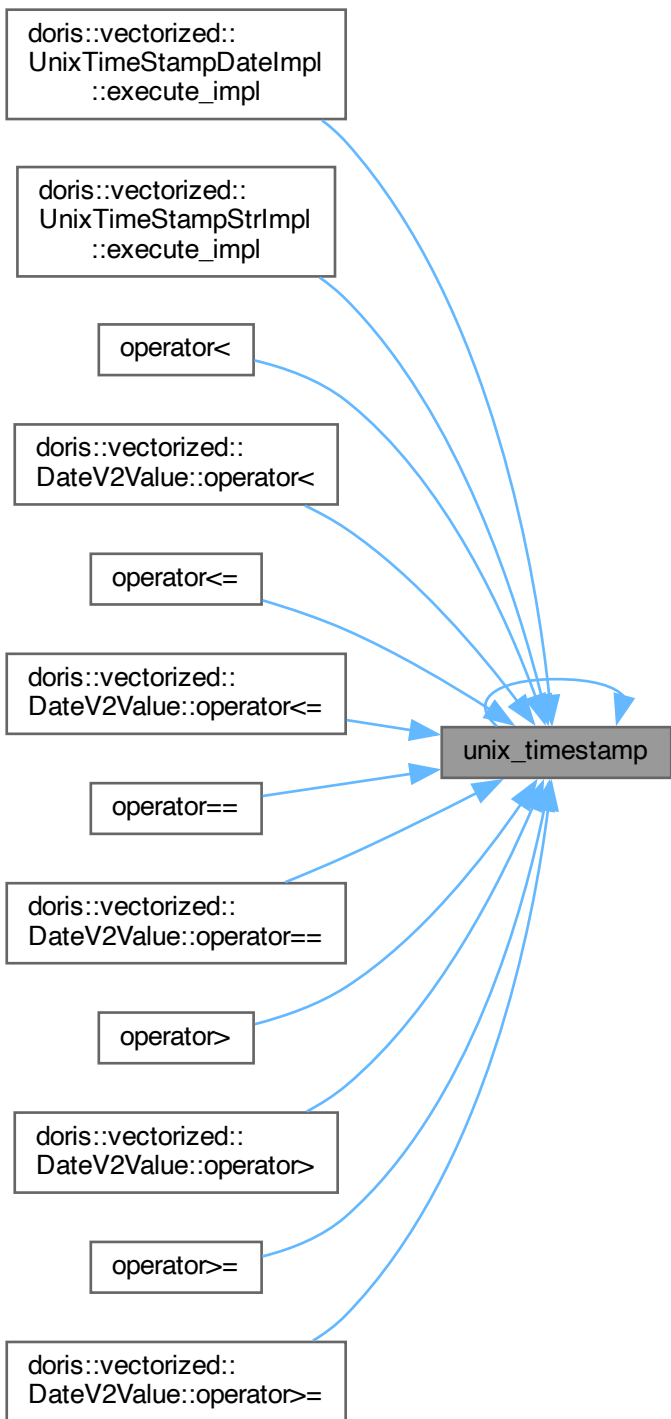 doris::vectorized::
UnixTimeStampDateImpl
::execute_impl
doris::vectorized::
UnixTimeStampStrImpl
::execute_impl
operator<
doris::vectorized::
DateV2Value::operator<
operator<=
doris::vectorized::
DateV2Value::operator<=
unix_timestamp
operator==
doris::vectorized::
DateV2Value::operator==
operator>
doris::vectorized::
DateV2Value::operator>
operator>=
doris::vectorized::
DateV2Value::operator>=